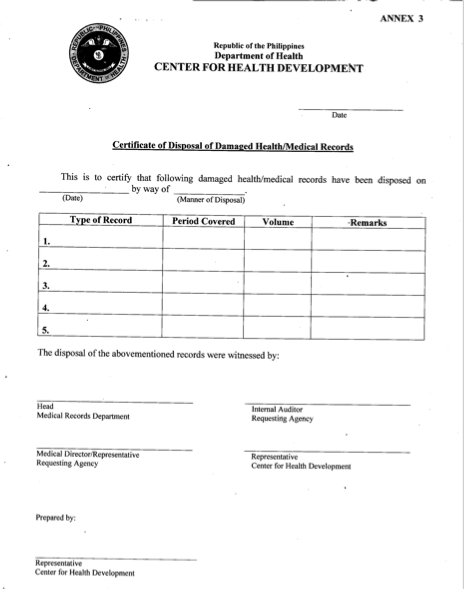 ANNEX 3
REPUBLIC OF THE PHILIPPINES
DEPARTMENT OF HEALTH
Republic of the Philippines
Department of Health
CENTER FOR HEALTH DEVELOPMENT
Date
Certificate of Disposal of Damaged Health/Medical Records
This is to certify that following damaged health/medical records have been disposed on
by way of .
(Date) (Manner of Disposal)
Type of Record Period Covered Volume Remarks
1.
2.
3.
4.
5.
The disposal of the abovementioned records were witnessed by:
Head
Medical Records Department
Internal Auditor
Requesting Agency
Medical Director/Representative
Requesting Agency
Representative
Center for Health Development
Prepared by:
Representative
Center for Health Development